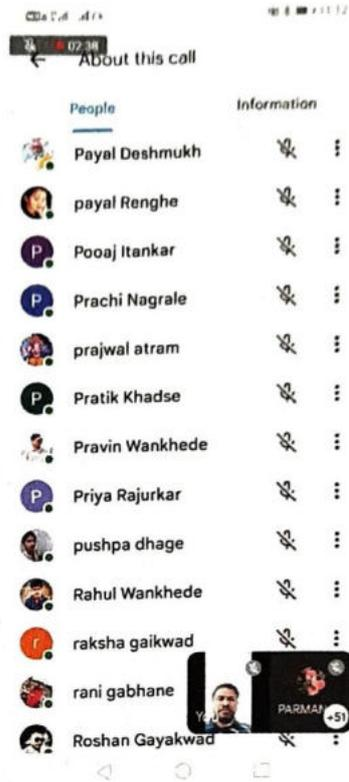 02:38
About this call
People
Information
Payal Deshmukh
payal Renghe
P Pooaj Itankar
P Prachi Nagrale
prajwal atram
P Pratik Khadse
Pravin Wankhede
P Priya Rajurkar
pushpa dhage
Rahul Wankhede
r raksha gaikwad
rani gabhane
Roshan Gayakwad
You
PARMAN
+51